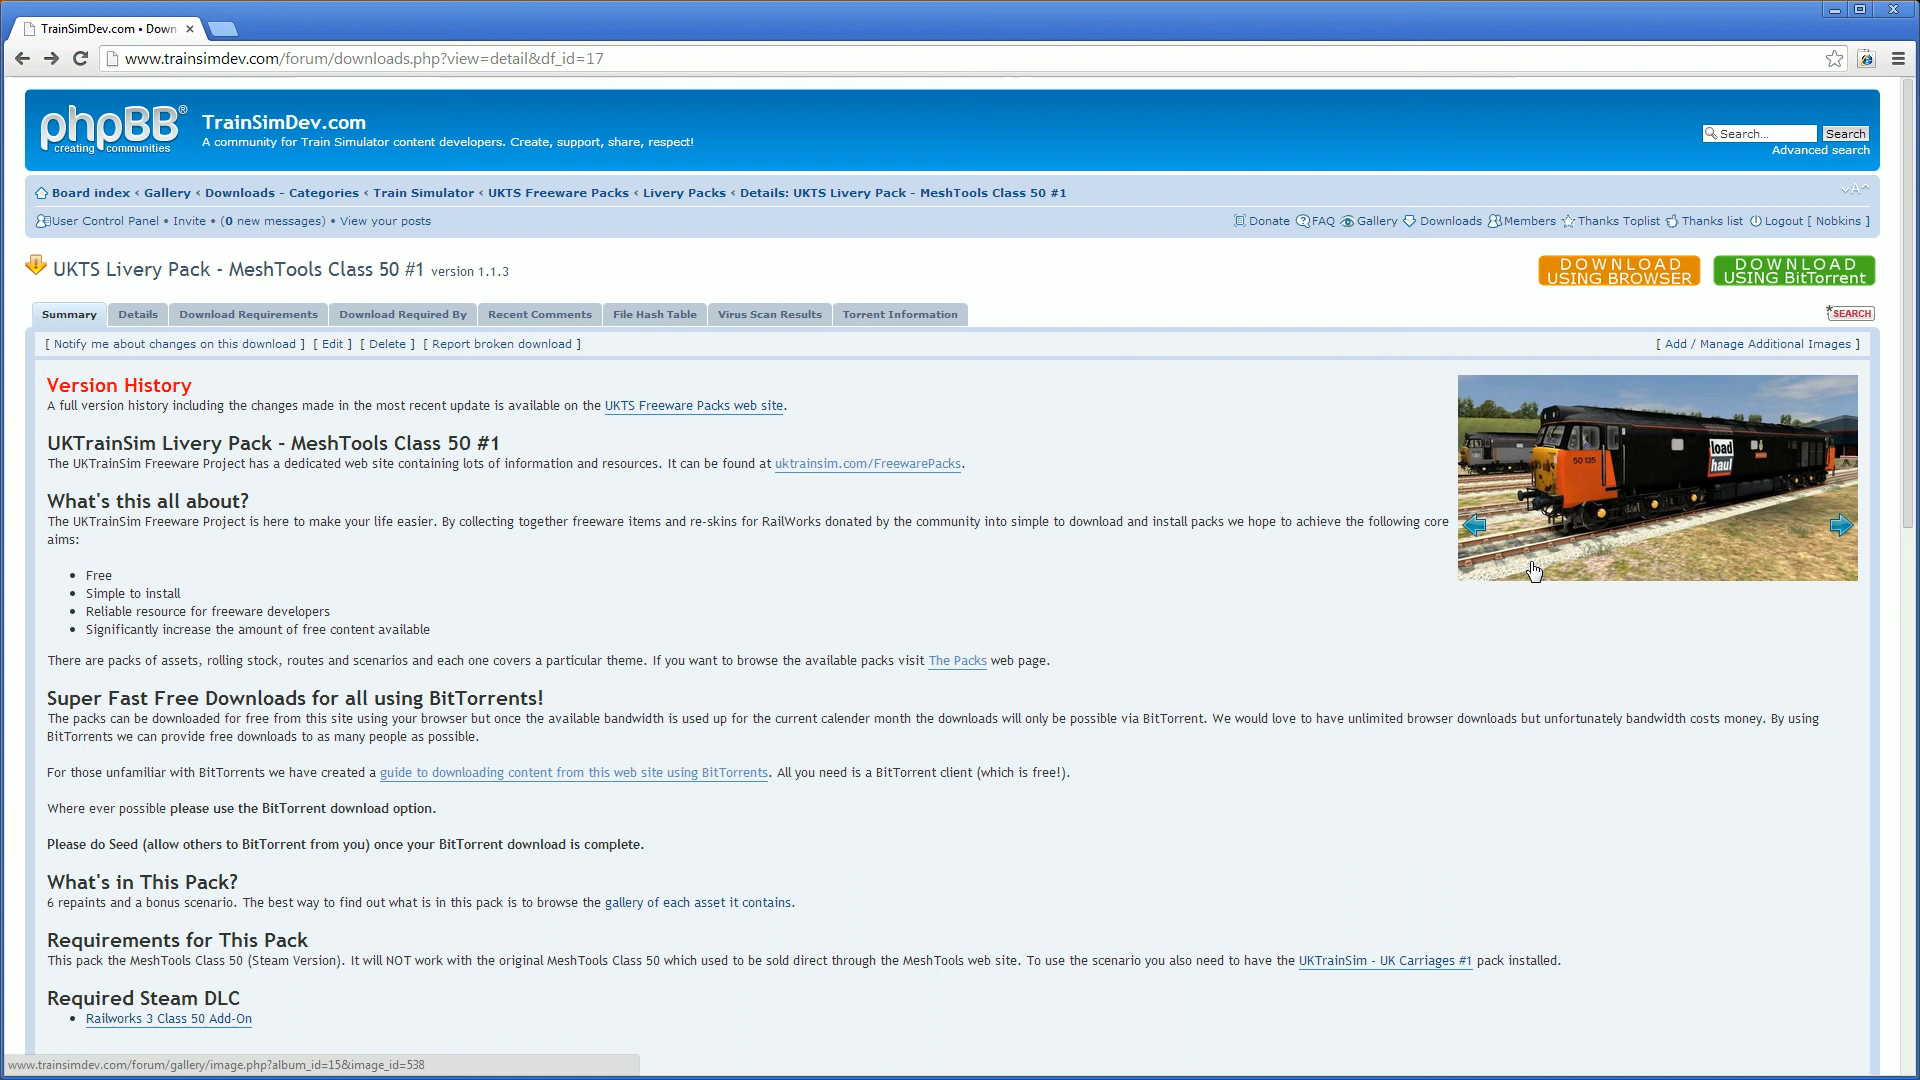 TrainSimDev.com • Down
www.trainsimdev.com/forum/downloads.php?view=detail&df_id=17
phpBB®
creating communities
TrainSimDev.com
A community for Train Simulator content developers. Create, support, share, respect!
Search... Search
Advanced search
Board index ‹ Gallery ‹ Downloads - Categories ‹ Train Simulator ‹ UKTS Freeware Packs ‹ Livery Packs ‹ Details: UKTS Livery Pack - MeshTools Class 50 #1
User Control Panel • Invite • (0 new messages) • View your posts
Donate FAQ Gallery Downloads Members Thanks Toplist Thanks list Logout [ Nobkins ]
UKTS Livery Pack - MeshTools Class 50 #1 version 1.1.3
DOWNLOAD
USING BROWSER
DOWNLOAD
USING BitTorrent
Summary Details Download Requirements Download Required By Recent Comments File Hash Table Virus Scan Results Torrent Information
*SEARCH
[ Notify me about changes on this download ] [ Edit ] [ Delete ] [ Report broken download ]
[ Add / Manage Additional Images ]
Version History
A full version history including the changes made in the most recent update is available on the UKTS Freeware Packs web site.
UKTrainSim Livery Pack - MeshTools Class 50 #1
The UKTrainSim Freeware Project has a dedicated web site containing lots of information and resources. It can be found at uktrainsim.com/FreewarePacks.
What's this all about?
The UKTrainSim Freeware Project is here to make your life easier. By collecting together freeware items and re-skins for RailWorks donated by the community into simple to download and install packs we hope to achieve the following core
aims:
• Free
• Simple to install
• Reliable resource for freeware developers
• Significantly increase the amount of free content available
50 135
load
haul
There are packs of assets, rolling stock, routes and scenarios and each one covers a particular theme. If you want to browse the available packs visit The Packs web page.
Super Fast Free Downloads for all using BitTorrents!
The packs can be downloaded for free from this site using your browser but once the available bandwidth is used up for the current calender month the downloads will only be possible via BitTorrent. We would love to have unlimited browser downloads but unfortunately bandwidth costs money. By using
BitTorrents we can provide free downloads to as many people as possible.
For those unfamiliar with BitTorrents we have created a guide to downloading content from this web site using BitTorrents. All you need is a BitTorrent client (which is free!).
Where ever possible please use the BitTorrent download option.
Please do Seed (allow others to BitTorrent from you) once your BitTorrent download is complete.
What's in This Pack?
6 repaints and a bonus scenario. The best way to find out what is in this pack is to browse the gallery of each asset it contains.
Requirements for This Pack
This pack the MeshTools Class 50 (Steam Version). It will NOT work with the original MeshTools Class 50 which used to be sold direct through the MeshTools web site. To use the scenario you also need to have the UKTrainSim - UK Carriages #1 pack installed.
Required Steam DLC
• Railworks 3 Class 50 Add-On
www.trainsimdev.com/forum/gallery/image.php?album_id=15&image_id=538